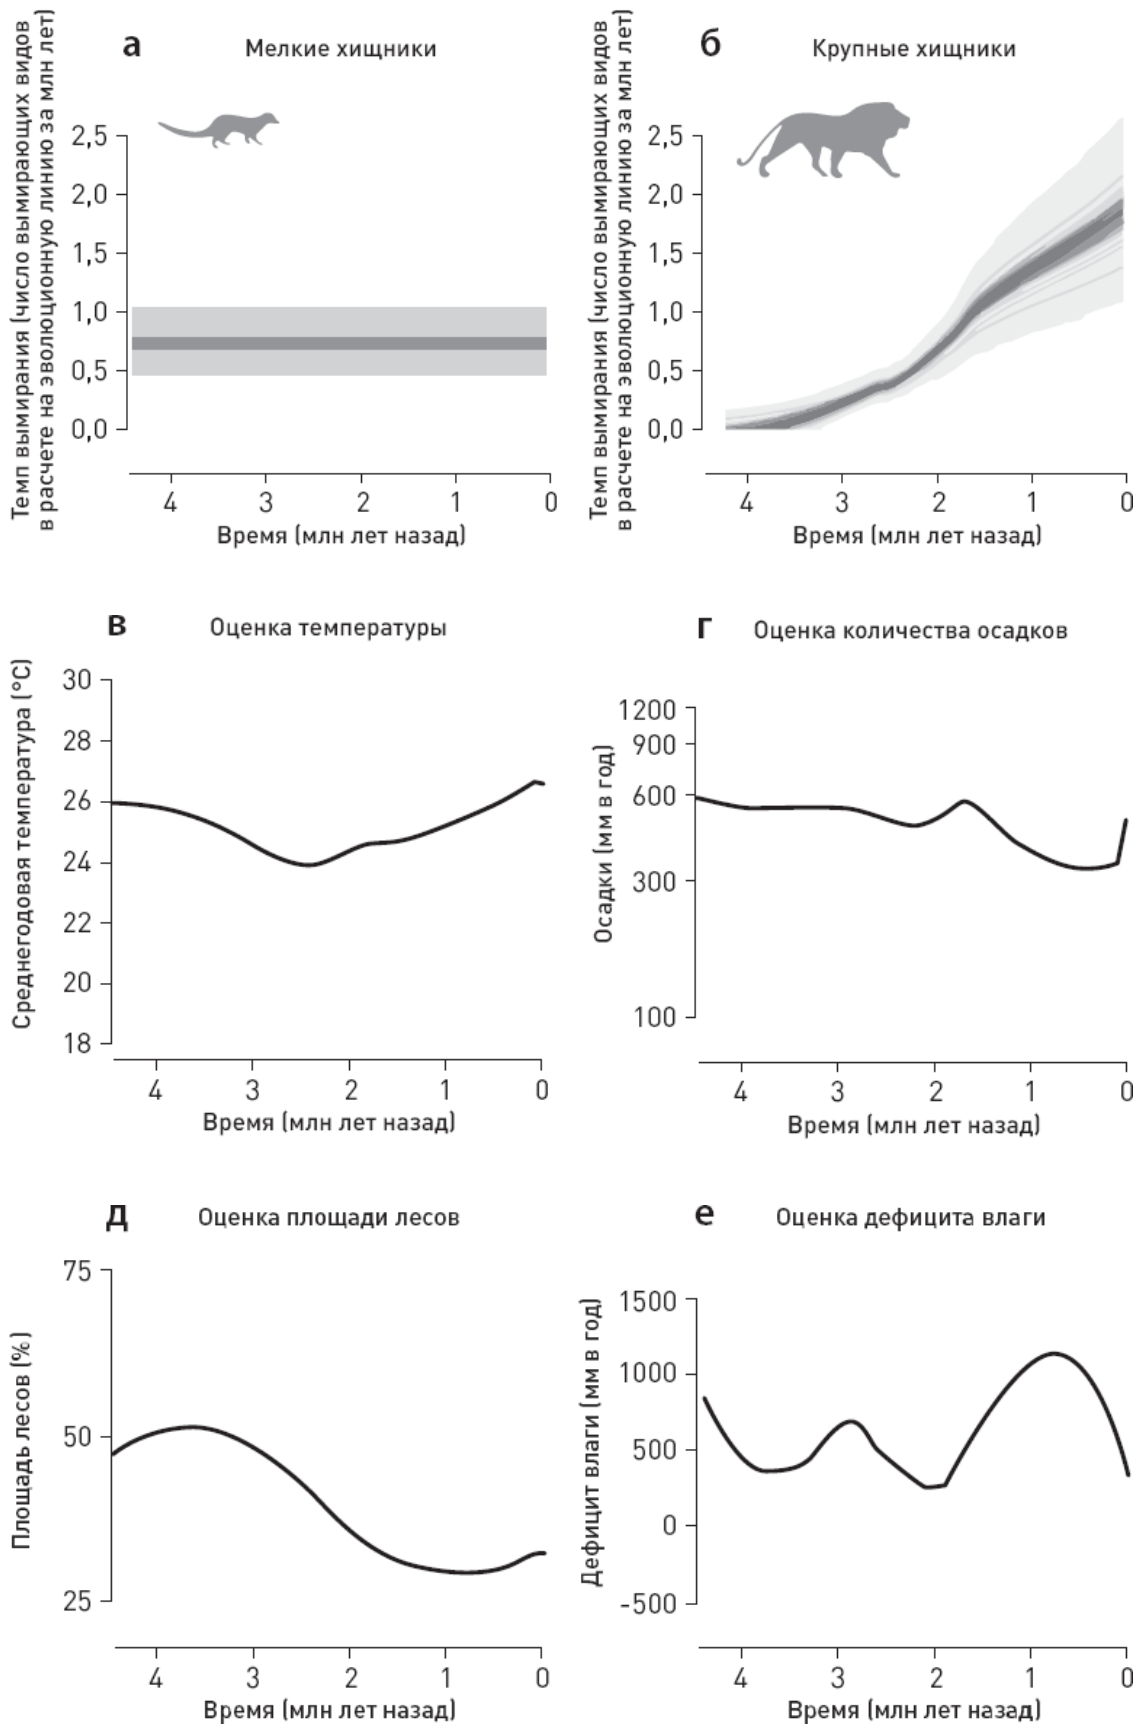 а
Мелкие хищники
Темп вымирания (число вымирающих видов
в расчете на эволюционную линию за млн лет)
2,5
2,0
1,5
1,0
0,5
0,0
4 3 2 1 0
Время (млн лет назад)
б
Крупные хищники
Темп вымирания (число вымирающих видов
в расчете на эволюционную линию за млн лет)
2,5
2,0
1,5
1,0
0,5
0,0
4 3 2 1 0
Время (млн лет назад)
в
Оценка температуры
Среднегодовая температура (°C)
30
28
26
24
22
20
18
4 3 2 1 0
Время (млн лет назад)
г
Оценка количества осадков
Осадки (мм в год)
1200
900
600
300
100
4 3 2 1 0
Время (млн лет назад)
д
Оценка площади лесов
Площадь лесов (%)
75
50
25
4 3 2 1 0
Время (млн лет назад)
е
Оценка дефицита влаги
Дефицит влаги (мм в год)
1500
1000
500
0
-500
4 3 2 1 0
Время (млн лет назад)